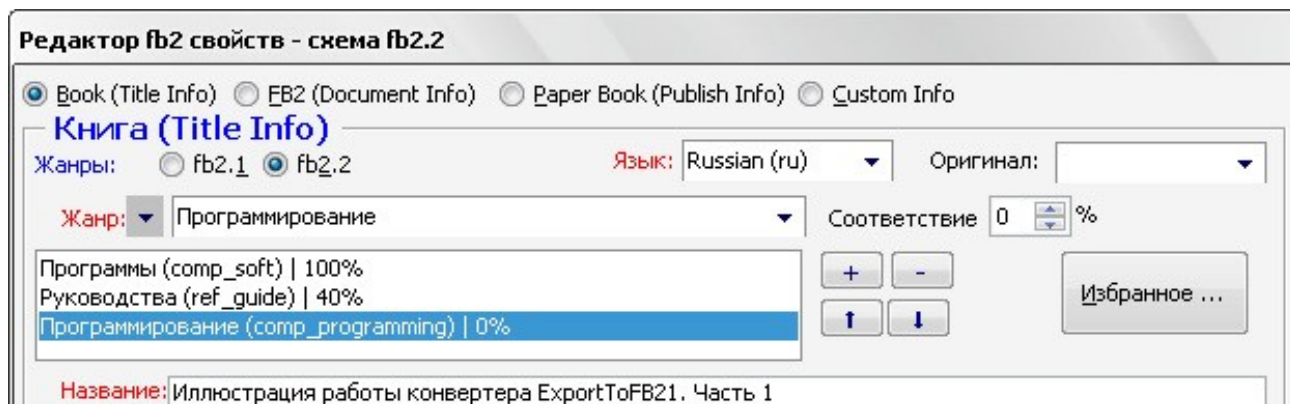 Редактор fb2 свойств - схема fb2.2
Book (Title Info) FB2 (Document Info) Paper Book (Publish Info) Custom Info
Книга (Title Info)
Жанры: fb2.1 fb2.2 Язык: Russian (ru) Оригинал:
Жанр: Программирование Соответствие 0 %
Программы (comp_soft) | 100%
Руководства (ref_guide) | 40%
Программирование (comp_programming) | 0%
+ -
Избранное ...
Название: Иллюстрация работы конвертера ExportToFB21. Часть 1